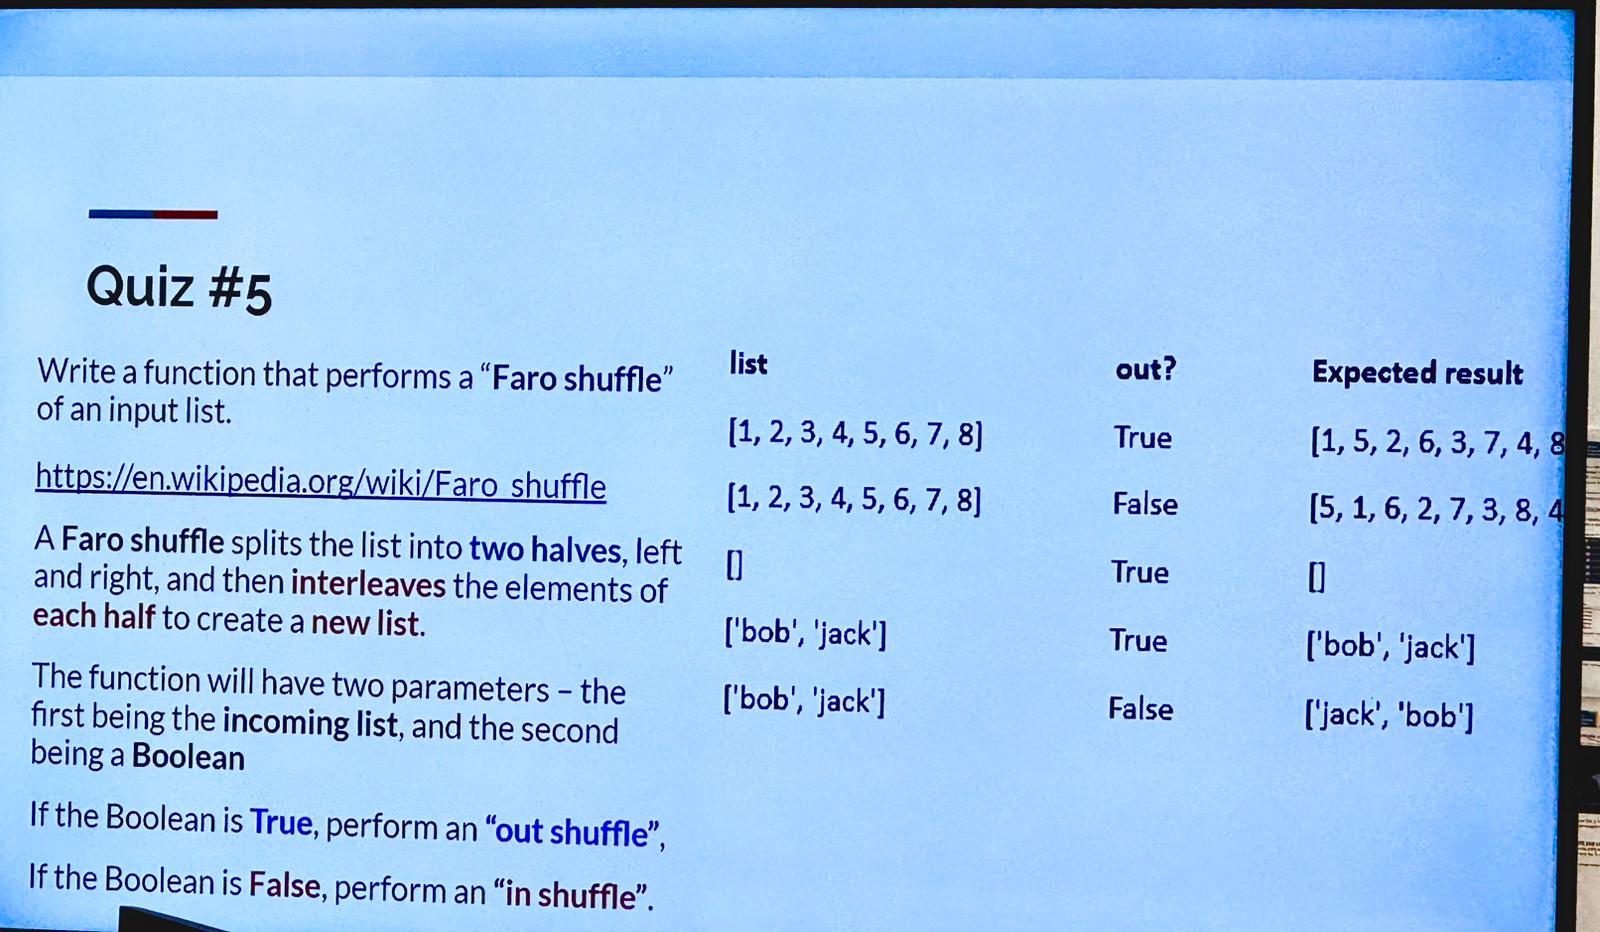 Quiz #5
Write a function that performs a “Faro shuffle”
of an input list.
https://en.wikipedia.org/wiki/Faro_shuffle
A Faro shuffle splits the list into two halves, left
and right, and then interleaves the elements of
each half to create a new list.
The function will have two parameters – the
first being the incoming list, and the second
being a Boolean
If the Boolean is True, perform an “out shuffle”,
If the Boolean is False, perform an “in shuffle”.
list out? Expected result
[1, 2, 3, 4, 5, 6, 7, 8] True [1, 5, 2, 6, 3, 7, 4, 8
[1, 2, 3, 4, 5, 6, 7, 8] False [5, 1, 6, 2, 7, 3, 8, 4
[] True []
['bob', 'jack'] True ['bob', 'jack']
['bob', 'jack'] False ['jack', 'bob']